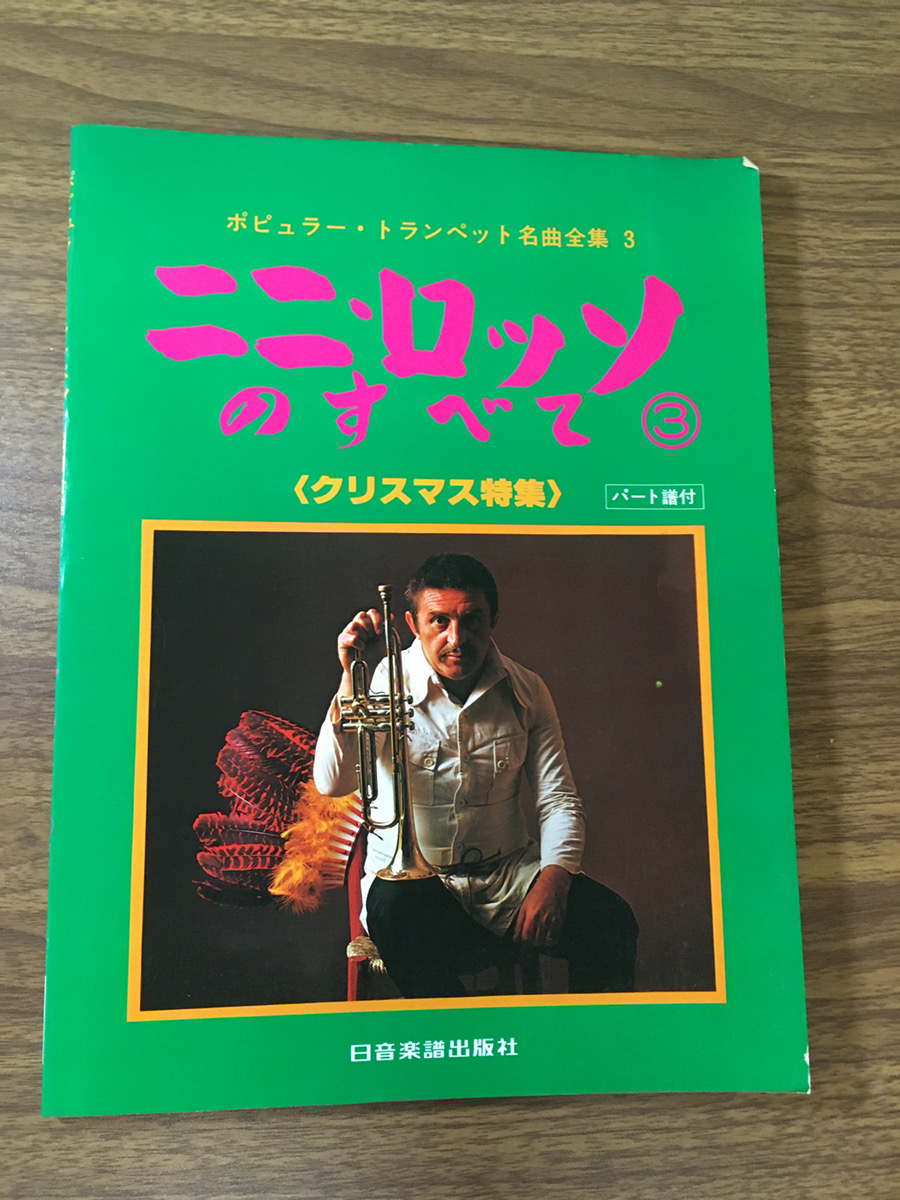 ポピュラー・トランペット名曲全集 3
ニニ・ロッソ
のすべて ③
〈クリスマス特集〉
パート譜付
日音楽譜出版社